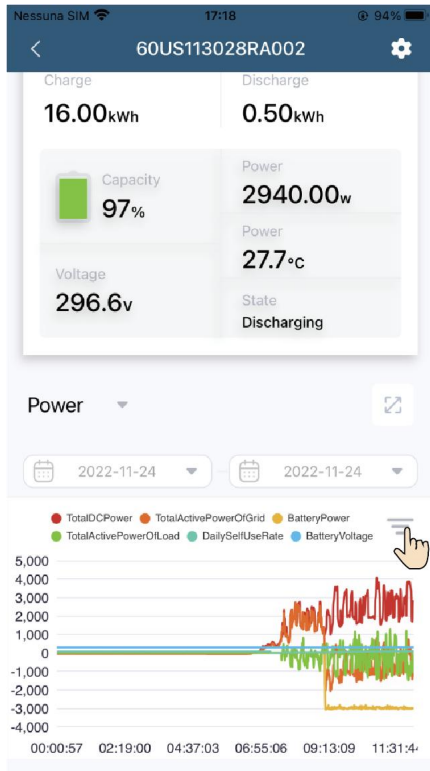 Nessuna SIM 17:18 94%
60US113028RA002
Charge Discharge
16.00kWh 0.50kWh
Capacity
97%
Power
2940.00w
Power
27.7°C
Voltage
296.6v
State
Discharging
Power
2022-11-24 2022-11-24
TotalDCPower TotalActivePowerOfGrid BatteryPower
TotalActivePowerOfLoad DailySelfUseRate BatteryVoltage
5,000
4,000
3,000
2,000
1,000
0
-1,000
-2,000
-3,000
-4,000
00:00:57 02:19:00 04:37:03 06:55:06 09:13:09 11:31:4